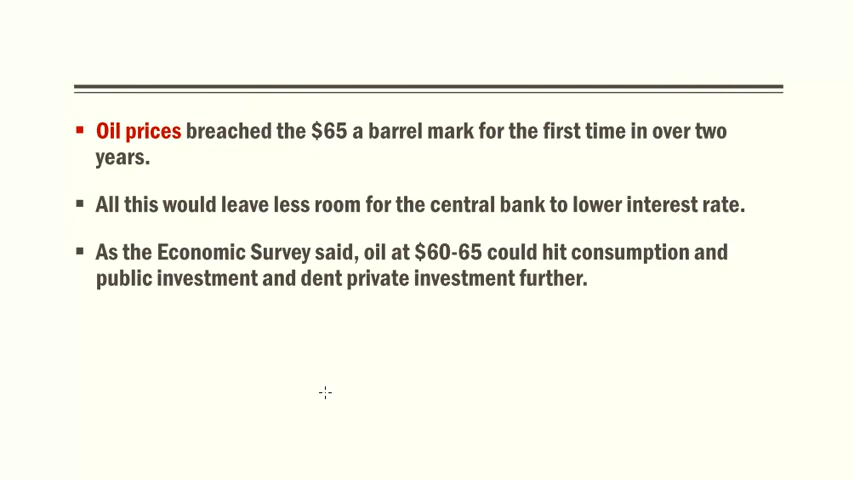 ▪ Oil prices breached the $65 a barrel mark for the first time in over two
years.
▪ All this would leave less room for the central bank to lower interest rate.
▪ As the Economic Survey said, oil at $60-65 could hit consumption and
public investment and dent private investment further.